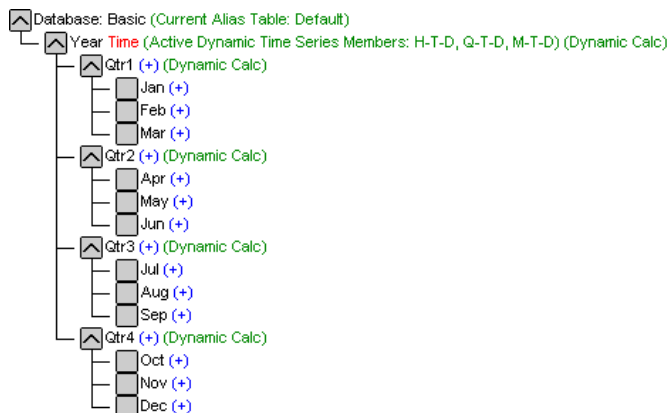 Database: Basic (Current Alias Table: Default)
Year Time (Active Dynamic Time Series Members: H-T-D, Q-T-D, M-T-D) (Dynamic Calc)
Qtr1 (+) (Dynamic Calc)
Jan (+)
Feb (+)
Mar (+)
Qtr2 (+) (Dynamic Calc)
Apr (+)
May (+)
Jun (+)
Qtr3 (+) (Dynamic Calc)
Jul (+)
Aug (+)
Sep (+)
Qtr4 (+) (Dynamic Calc)
Oct (+)
Nov (+)
Dec (+)